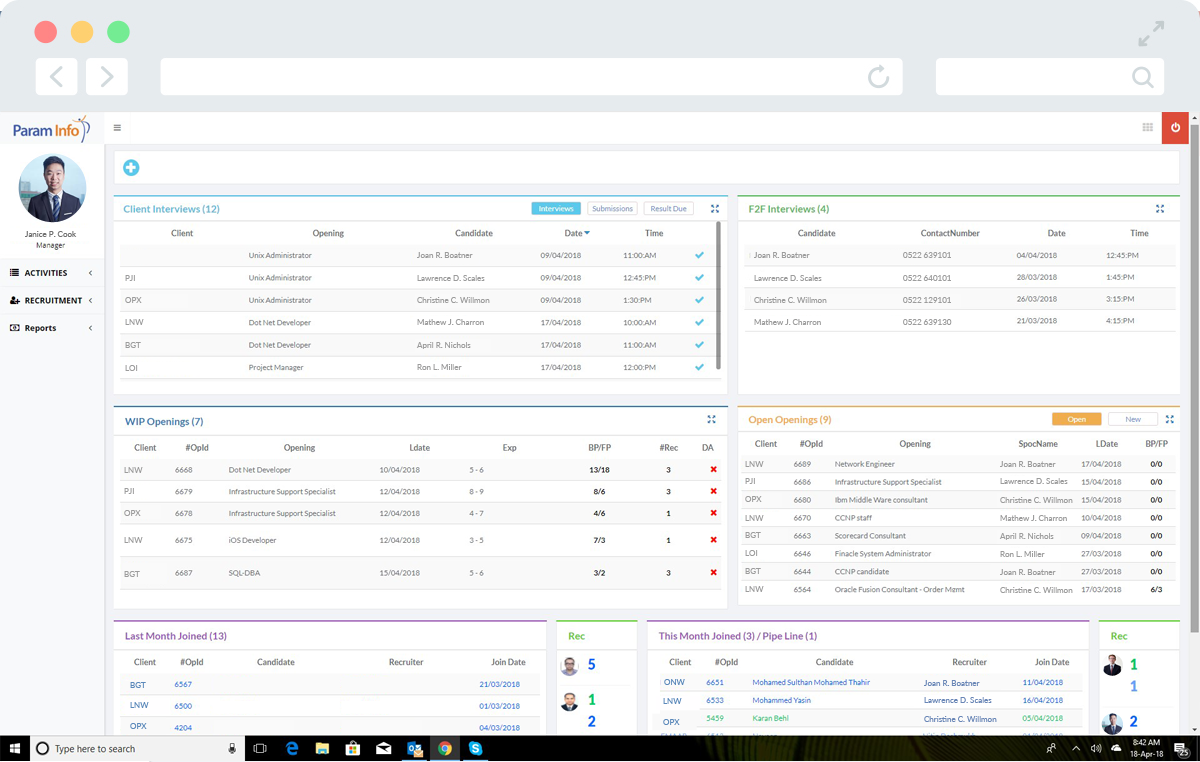 Param Info
Janice P. Cook
Manager
ACTIVITIES
RECRUITMENT
Reports
Client Interviews (12) Interviews Submissions Result Due
Client Opening Candidate Date Time
Unix Administrator Joan R. Boatner 09/04/2018 11:00:AM
PJI Unix Administrator Lawrence D. Scales 09/04/2018 12:45:PM
OPX Unix Administrator Christine C. Willmon 09/04/2018 1:30:PM
LNW Dot Net Developer Mathew J. Charron 17/04/2018 10:00:AM
BGT Dot Net Developer April R. Nichols 17/04/2018 11:00:AM
LOI Project Manager Ron L. Miller 17/04/2018 12:00:PM
F2F Interviews (4)
Candidate ContactNumber Date Time
Joan R. Boatner 0522 639101 04/04/2018 12:45:PM
Lawrence D. Scales 0522 640101 28/03/2018 1:45:PM
Christine C. Willmon 0522 129101 26/03/2018 3:15:PM
Mathew J. Charron 0522 639130 21/03/2018 4:15:PM
WIP Openings (7)
Client #OpId Opening Ldate Exp BP/FP #Rec DA
LNW 6668 Dot Net Developer 10/04/2018 5 - 6 13/18 3
PJI 6679 Infrastructure Support Specialist 12/04/2018 8 - 9 8/6 3
OPX 6678 Infrastructure Support Specialist 12/04/2018 4 - 7 4/6 1
LNW 6675 iOS Developer 12/04/2018 3 - 5 7/3 1
BGT 6687 SQL-DBA 15/04/2018 5 - 6 3/2 3
Open Openings (9) Open New
Client #OpId Opening SpocName LDate BP/FP
LNW 6689 Network Engineer Joan R. Boatner 17/04/2018 0/0
PJI 6686 Infrastructure Support Specialist Lawrence D. Scales 15/04/2018 0/0
OPX 6680 Ibm Middle Ware consultant Christine C. Willmon 15/04/2018 0/0
LNW 6670 CCNP staff Mathew J. Charron 10/04/2018 0/0
BGT 6663 Scorecard Consultant April R. Nichols 09/04/2018 0/0
LOI 6646 Finacle System Administrator Ron L. Miller 27/03/2018 0/0
BGT 6644 CCNP candidate Joan R. Boatner 27/03/2018 0/0
LNW 6564 Oracle Fusion Consultant - Order Mgmt Christine C. Willmon 17/03/2018 6/3
Last Month Joined (13)
Client #OpId Candidate Recruiter Join Date
BGT 6567 21/03/2018
LNW 6500 01/03/2018
OPX 4204 04/03/2018
Rec
5
1
2
This Month Joined (3) / Pipe Line (1)
Client #OpId Candidate Recruiter Join Date
ONW 6651 Mohamed Sulthan Mohamed Thahir Joan R. Boatner 11/04/2018
LNW 6533 Mohammed Yasin Lawrence D. Scales 16/04/2018
OPX 5459 Karan Behl Christine C. Willmon 05/04/2018
Rec
1
1
2
Type here to search
8:42 AM
18-Apr-18
25